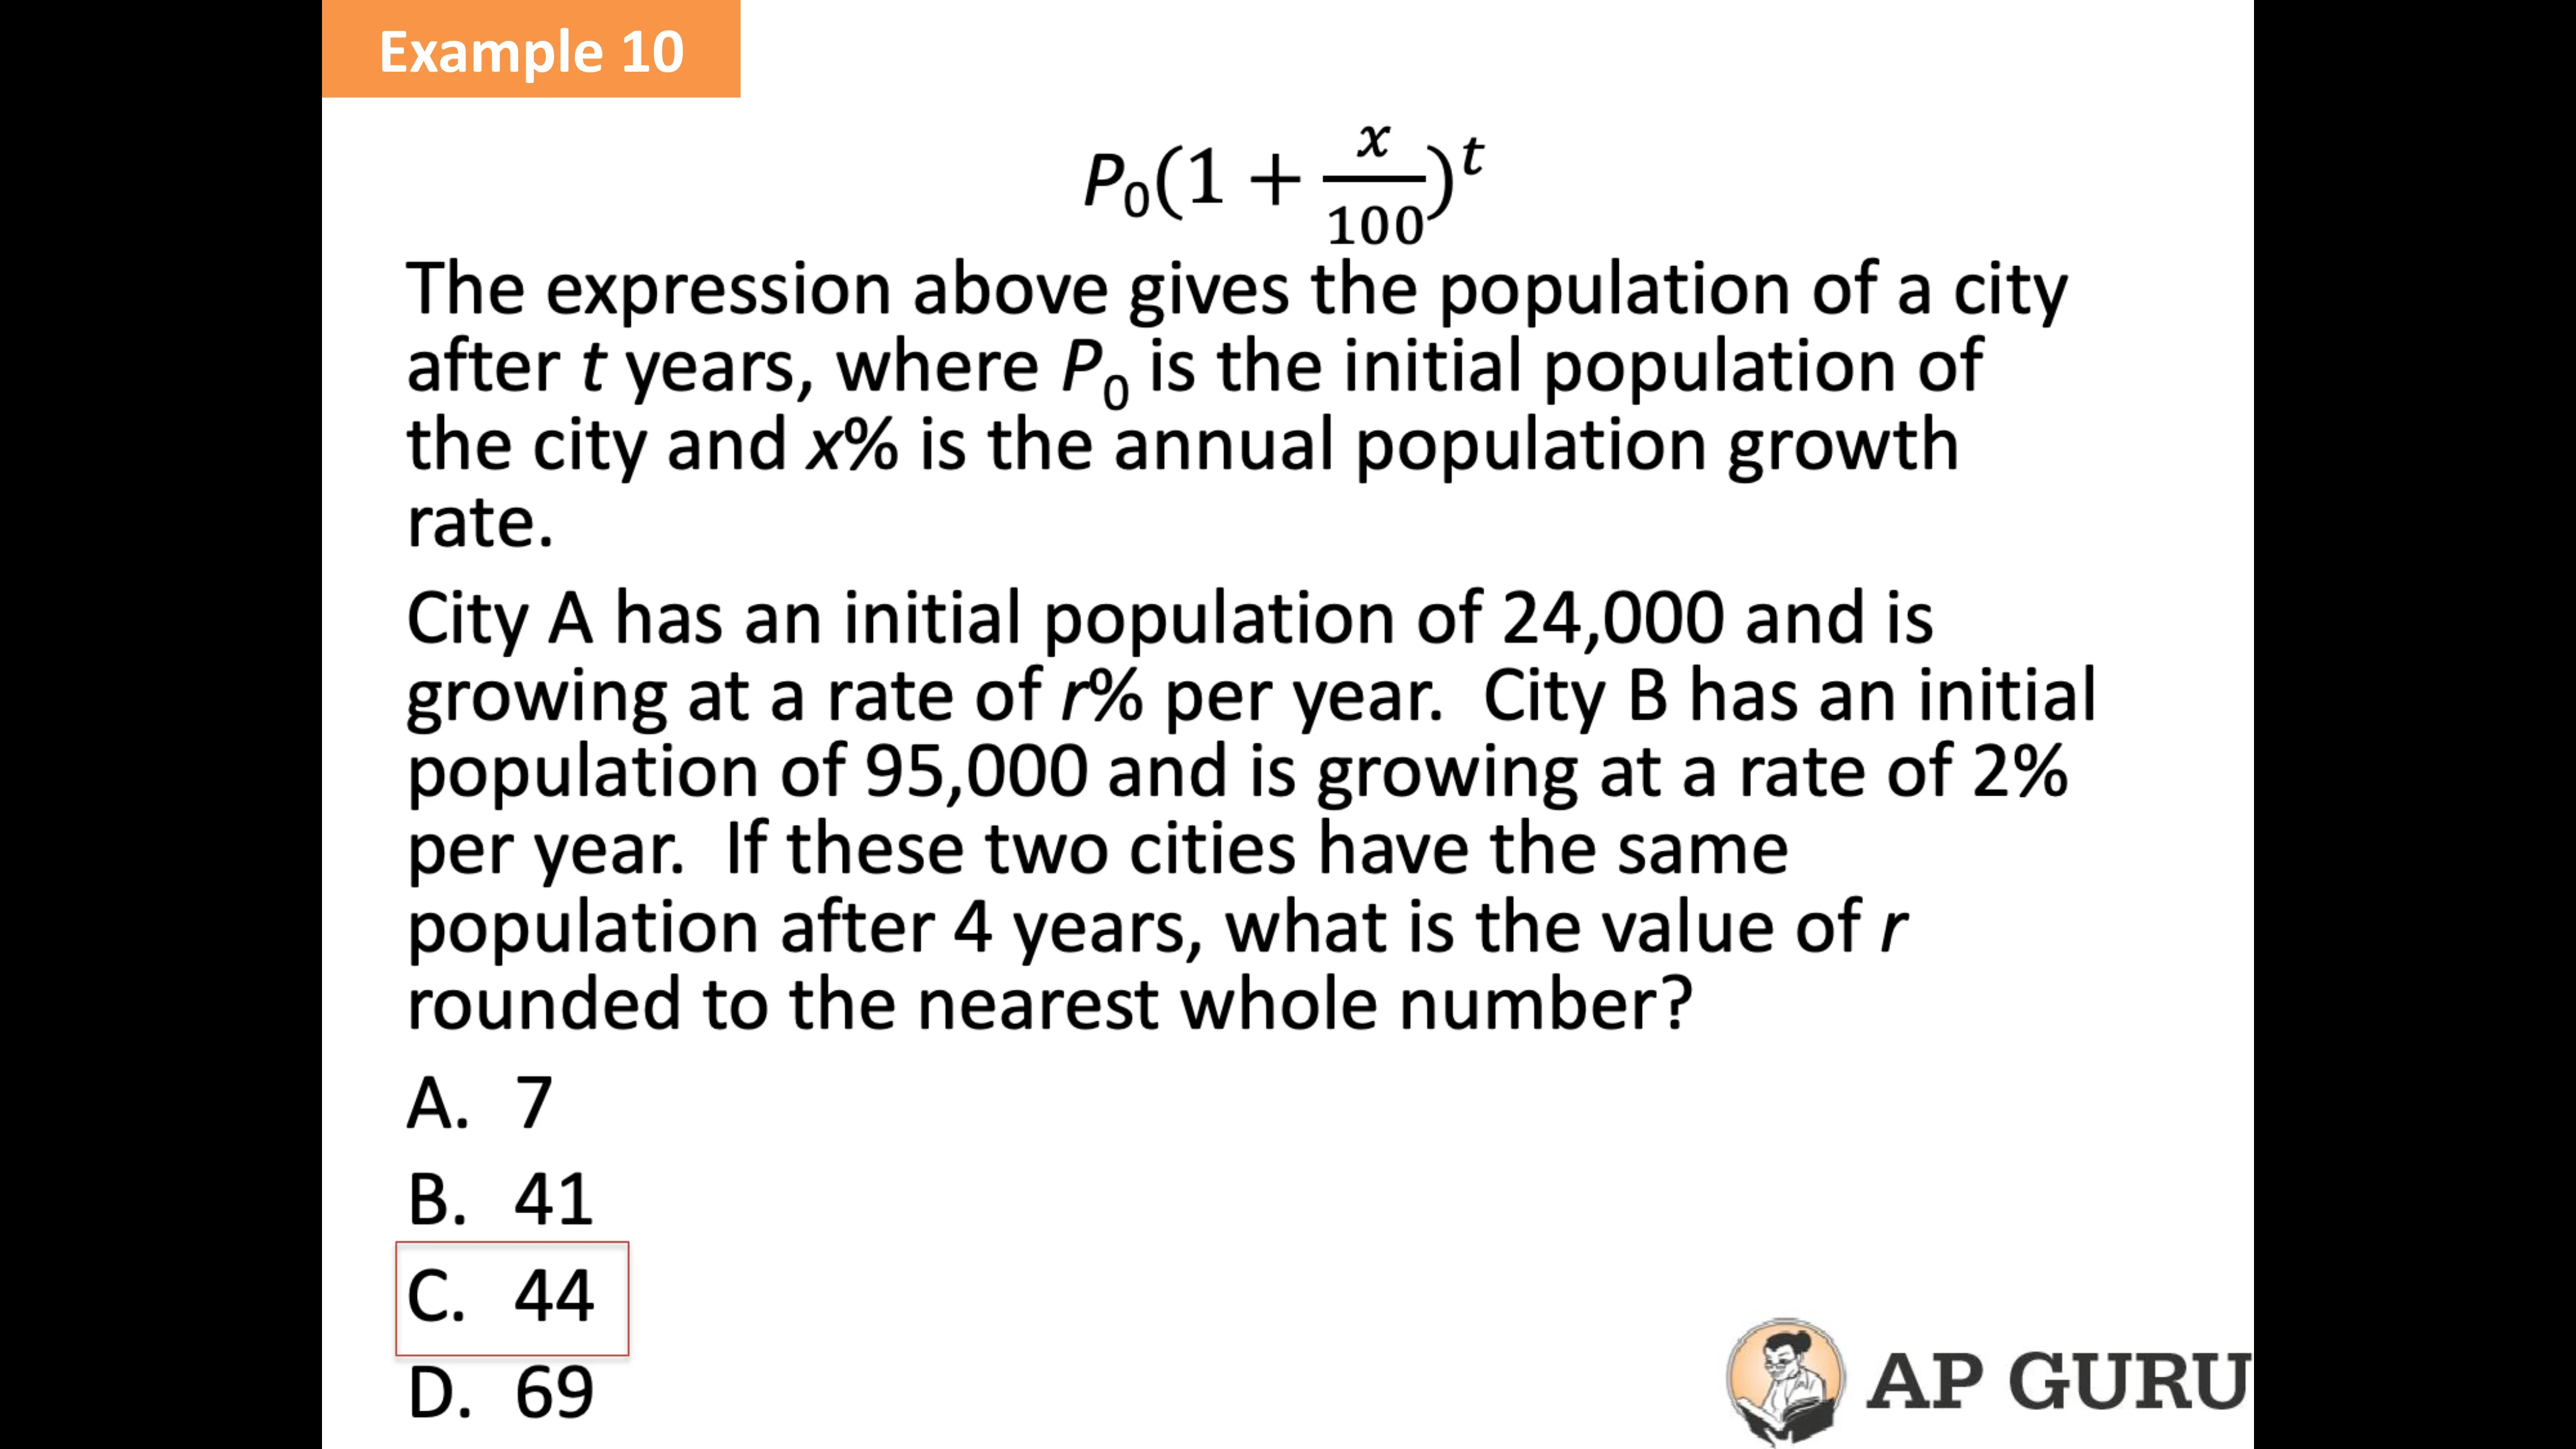 Example 10
P₀(1 + x/100)ᵗ
The expression above gives the population of a city
after t years, where P₀ is the initial population of
the city and x% is the annual population growth
rate.
City A has an initial population of 24,000 and is
growing at a rate of r% per year. City B has an initial
population of 95,000 and is growing at a rate of 2%
per year. If these two cities have the same
population after 4 years, what is the value of r
rounded to the nearest whole number?
A. 7
B. 41
C. 44
D. 69
AP GURU